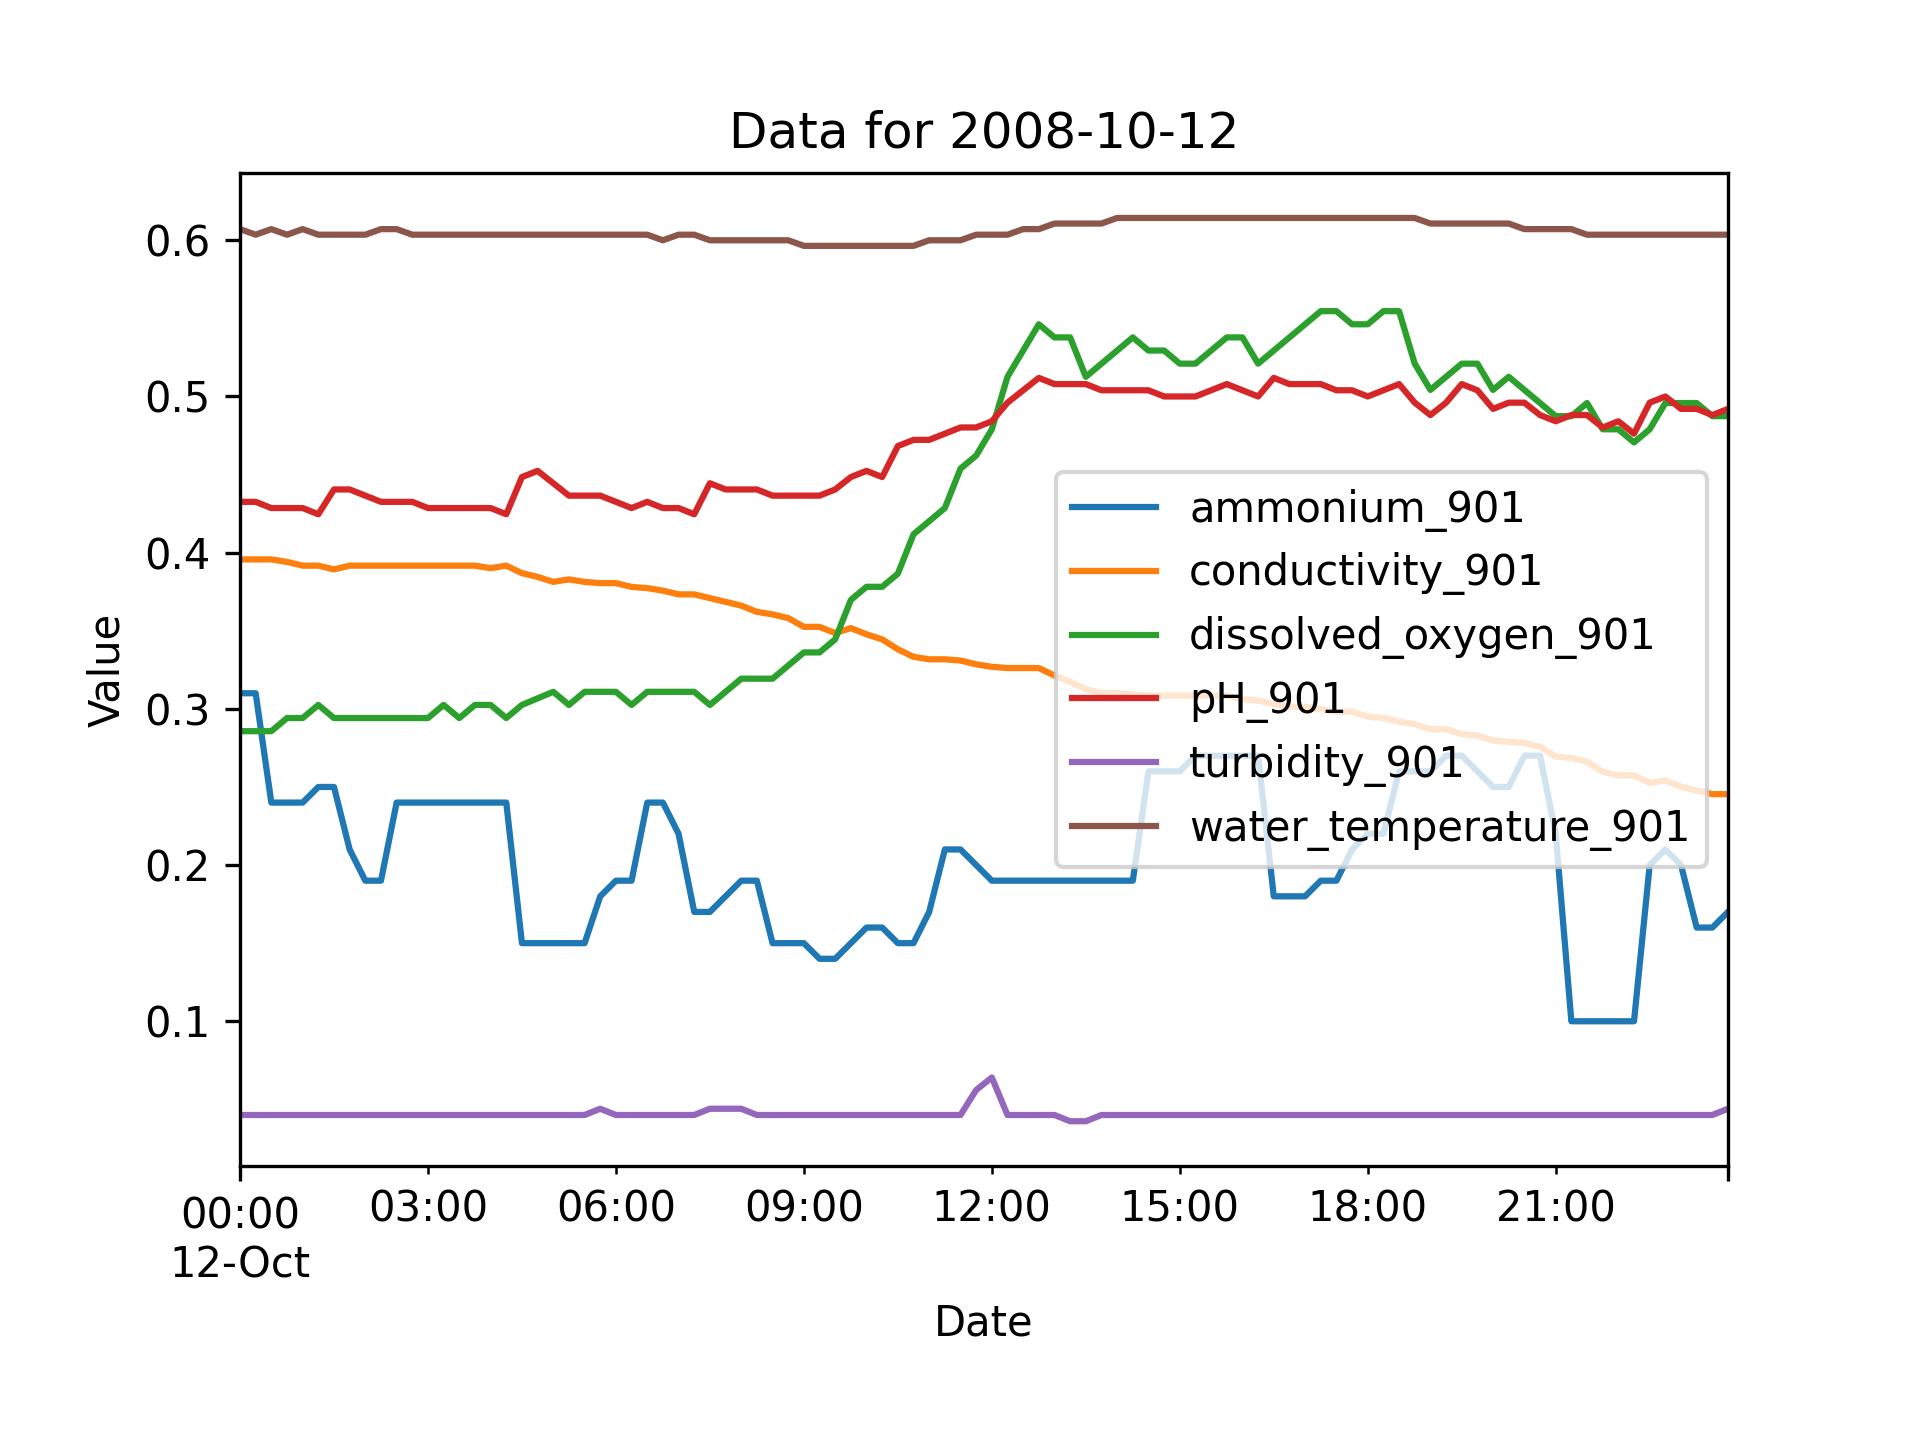 Data for 2008-10-12
Value
0.6
0.5
0.4
0.3
0.2
0.1
ammonium_901
conductivity_901
dissolved_oxygen_901
pH_901
turbidity_901
water_temperature_901
00:00 03:00 06:00 09:00 12:00 15:00 18:00 21:00
12-Oct
Date